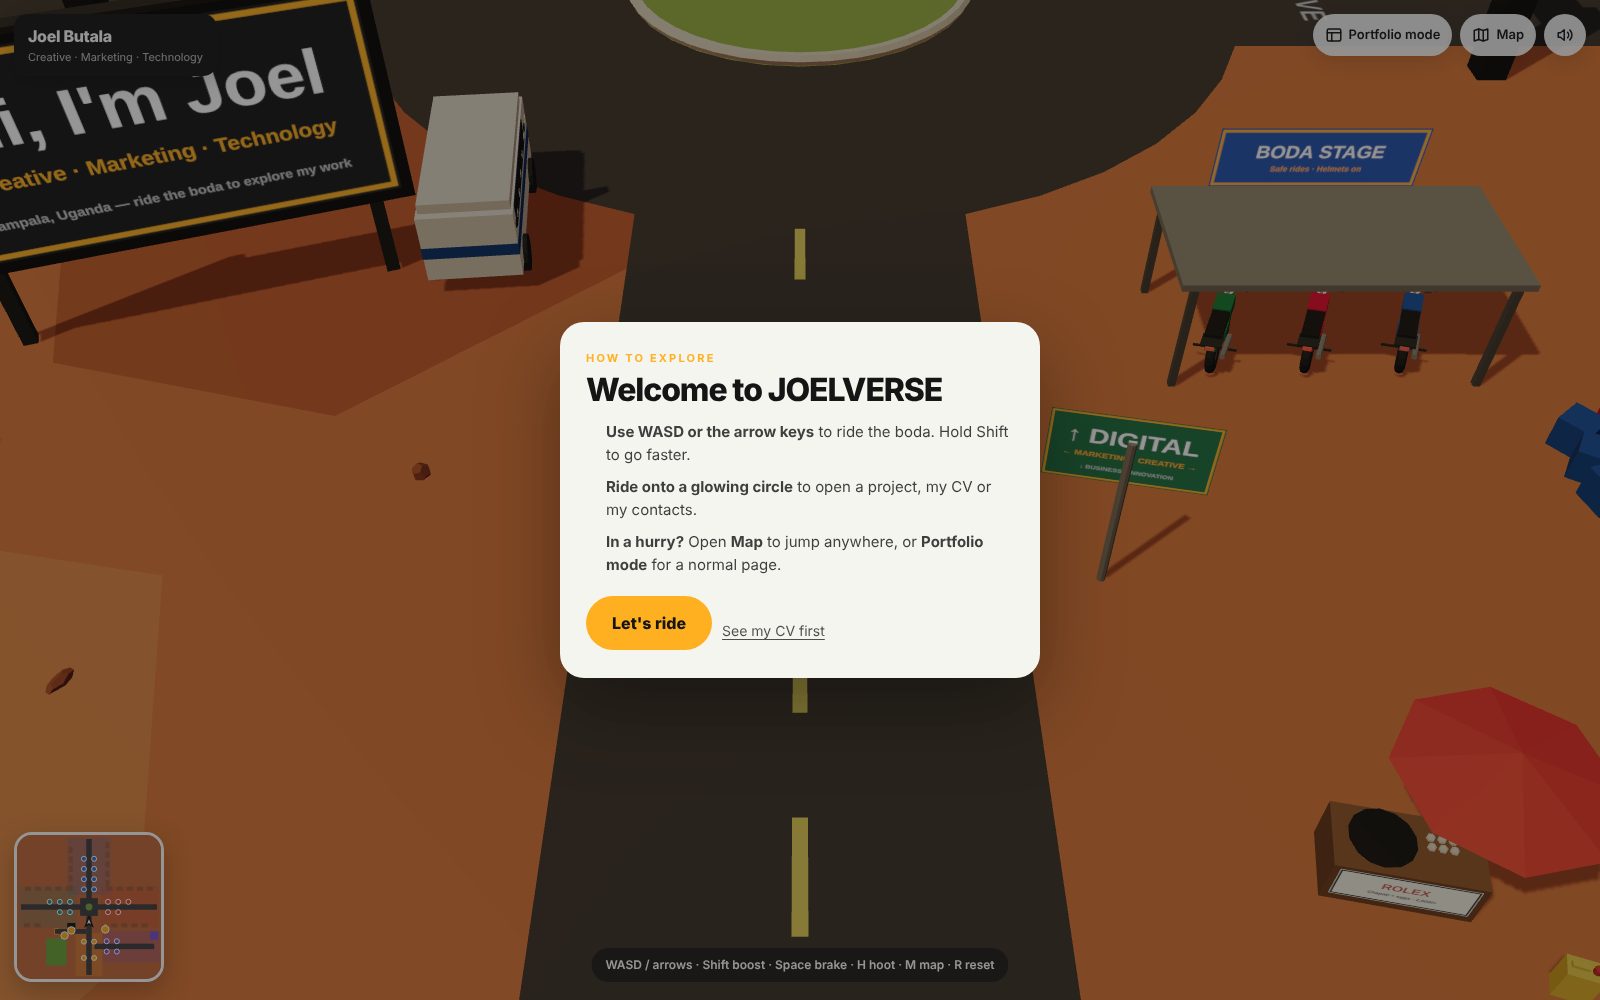 Joel Butala
Creative · Marketing · Technology
i, I'm Joel
eative · Marketing · Technology
ampala, Uganda — ride the boda to explore my work
VE
Portfolio mode
Map
BODA STAGE
Safe rides · Helmets on
HOW TO EXPLORE
Welcome to JOELVERSE
Use WASD or the arrow keys to ride the boda. Hold Shift
to go faster.
Ride onto a glowing circle to open a project, my CV or
my contacts.
In a hurry? Open Map to jump anywhere, or Portfolio
mode for a normal page.
Let's ride
See my CV first
↑ DIGITAL
← MARKETING CREATIVE →
↓ BUSINESS NNOVATION
ROLEX
WASD / arrows · Shift boost · Space brake · H hoot · M map · R reset